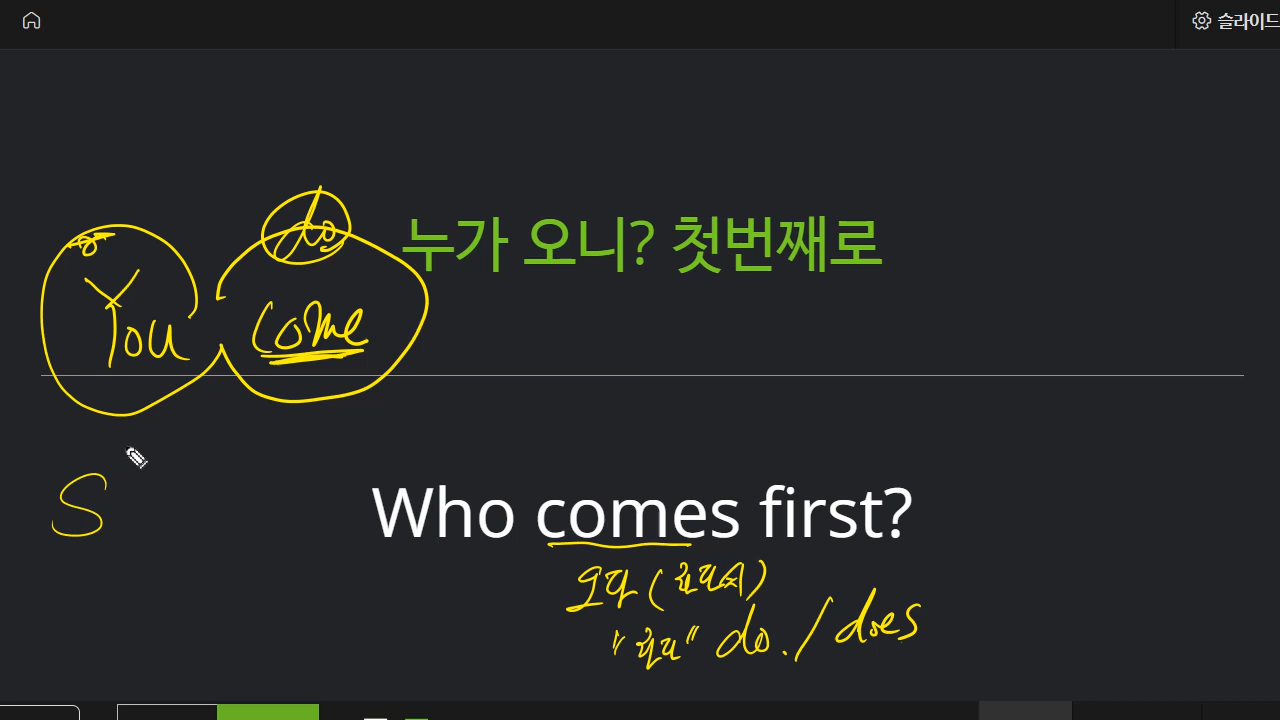 슬라이드
do
누가 오니? 첫번째로
You come
S
Who comes first?
오다 (현재)
do. / does